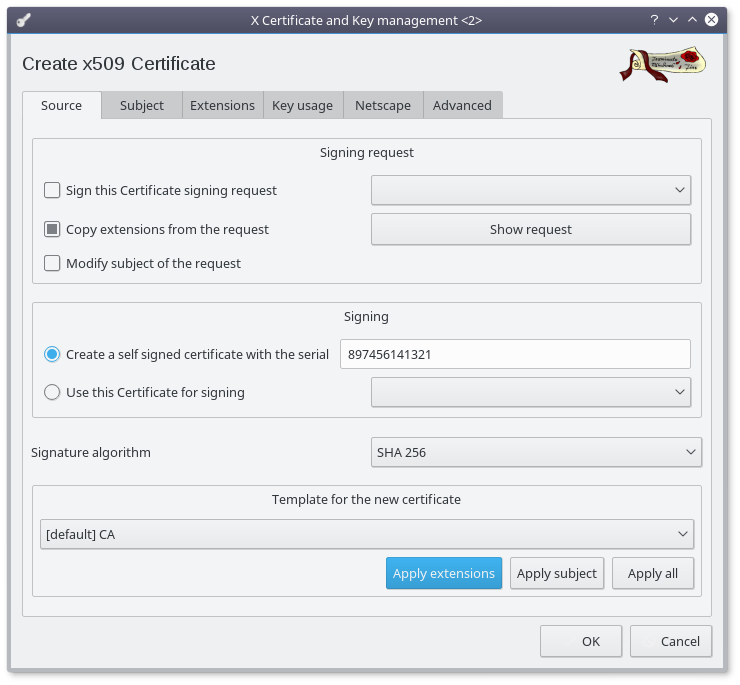 X Certificate and Key management <2>
Create x509 Certificate
Source Subject Extensions Key usage Netscape Advanced
Signing request
Sign this Certificate signing request
Copy extensions from the request Show request
Modify subject of the request
Signing
Create a self signed certificate with the serial 897456141321
Use this Certificate for signing
Signature algorithm SHA 256
Template for the new certificate
[default] CA
Apply extensions Apply subject Apply all
OK Cancel